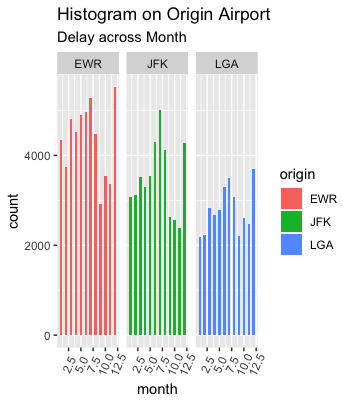 Histogram on Origin Airport
Delay across Month
EWR JFK LGA
4000
2000
0
count
2.5 5.0 7.5 10.0 12.5 2.5 5.0 7.5 10.0 12.5 2.5 5.0 7.5 10.0 12.5
month
origin
EWR
JFK
LGA